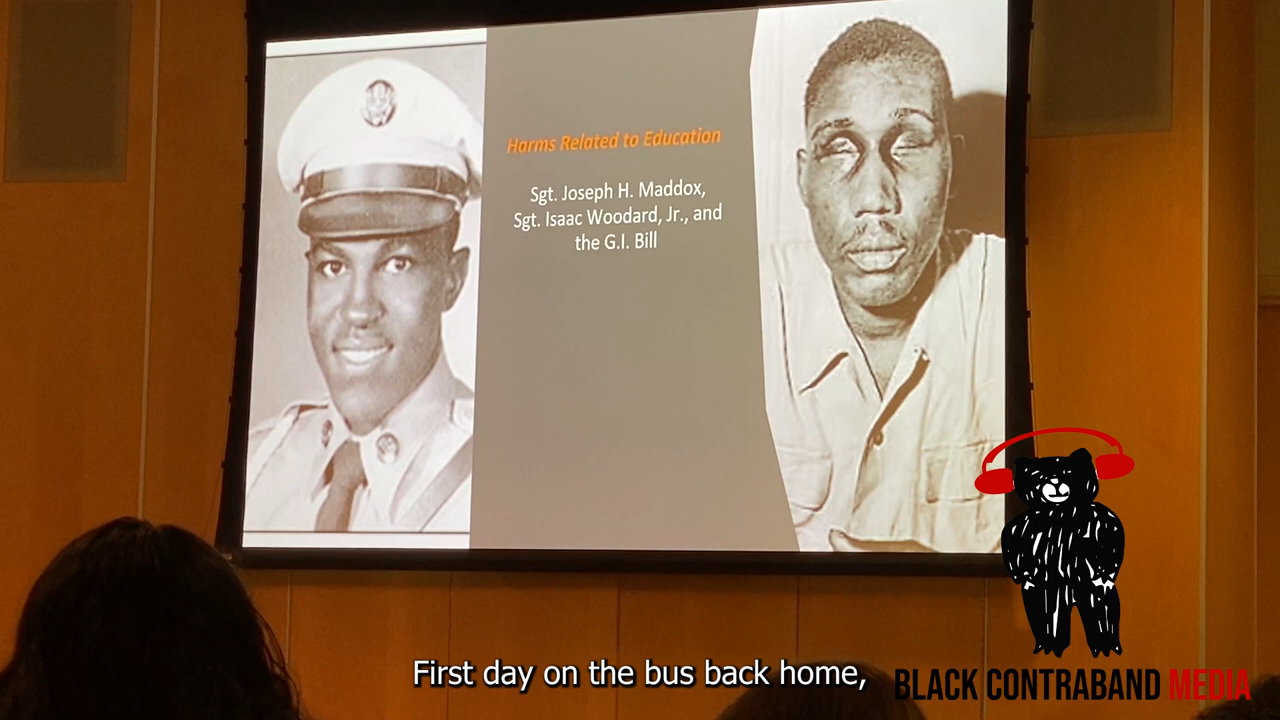 Harms Related to Education
Sgt. Joseph H. Maddox,
Sgt. Isaac Woodard, Jr., and
the G.I. Bill
First day on the bus back home,
BLACK CONTRABAND MEDIA